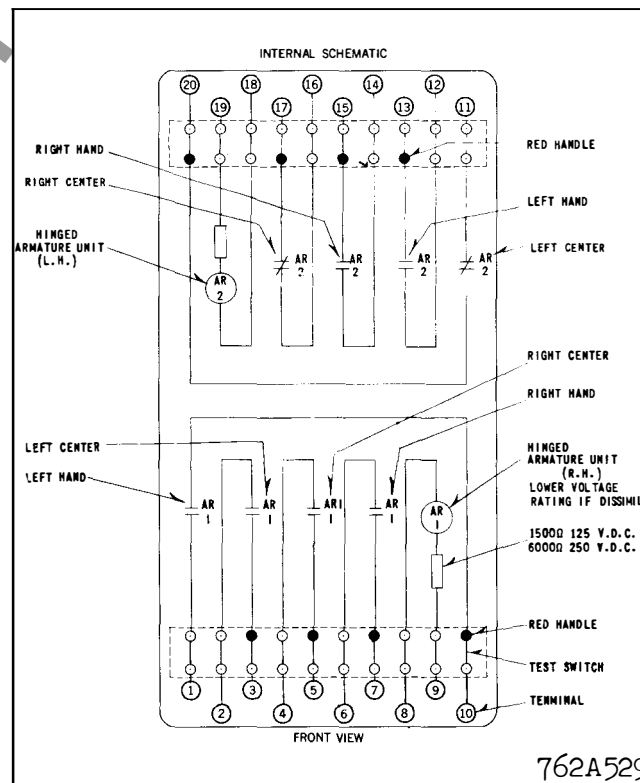 INTERNAL SCHEMATIC
20 18 16 14 12
19 17 15 13 11
RIGHT HAND
RED HANDLE
RIGHT CENTER
LEFT HAND
HINGED
ARMATURE UNIT
(L.H.)
LEFT CENTER
AR
2
AR
2
AR
2
AR
2
AR
2
RIGHT CENTER
RIGHT HAND
LEFT CENTER
LEFT HAND
HINGED
ARMATURE UNIT
(R.H.)
LOWER VOLTAGE
RATING IF DISSIMIL
AR
1
AR
1
AR1
1
AR
1
AR
1
1500Ω 125 V.D.C.
6000Ω 250 V.D.C.
RED HANDLE
TEST SWITCH
1 3 5 7 9
2 4 6 8 10
TENMINAL
FRONT VIEW
762A529